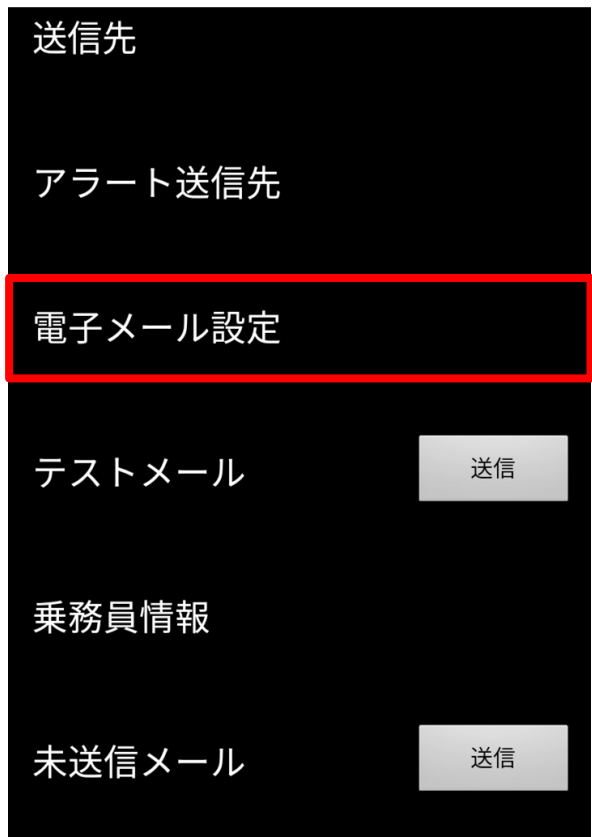 送信先
アラート送信先
電子メール設定
テストメール 送信
乗務員情報
未送信メール 送信